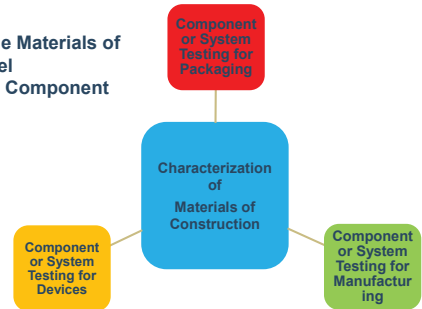 e Materials of
el
Component
Component
or System
Testing for
Packaging
Characterization
of
Materials of
Construction
Component
or System
Testing for
Devices
Component
or System
Testing for
Manufactur
ing